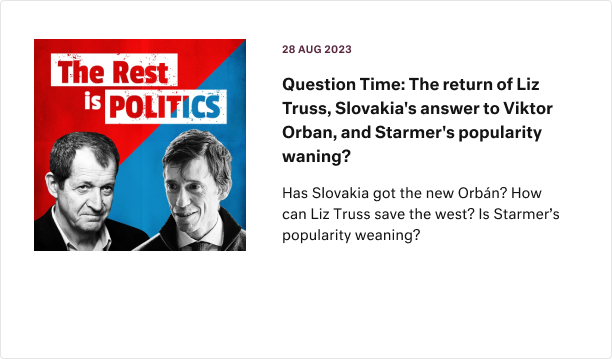 The Rest
is POLITICS
28 AUG 2023
Question Time: The return of Liz
Truss, Slovakia's answer to Viktor
Orban, and Starmer's popularity
waning?
Has Slovakia got the new Orbán? How
can Liz Truss save the west? Is Starmer’s
popularity weaning?